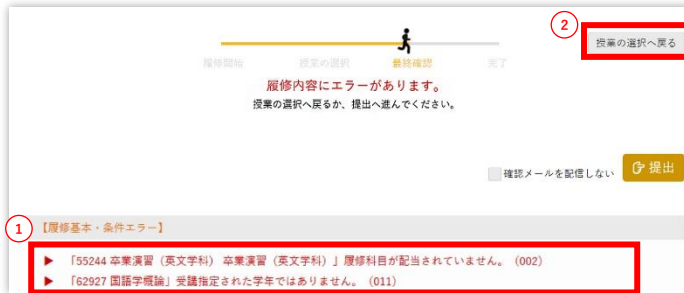 ②
授業の選択へ戻る
履修開始 授業の選択 最終確認 完了
履修内容にエラーがあります。
授業の選択へ戻るか、提出へ進んでください。
確認メールを配信しない 提出
①
【履修基本・条件エラー】
▶ 「55244 卒業演習（英文学科） 卒業演習（英文学科）」履修科目が配当されていません。（002）
▶ 「62927 国語学概論」受講指定された学年ではありません。（011）